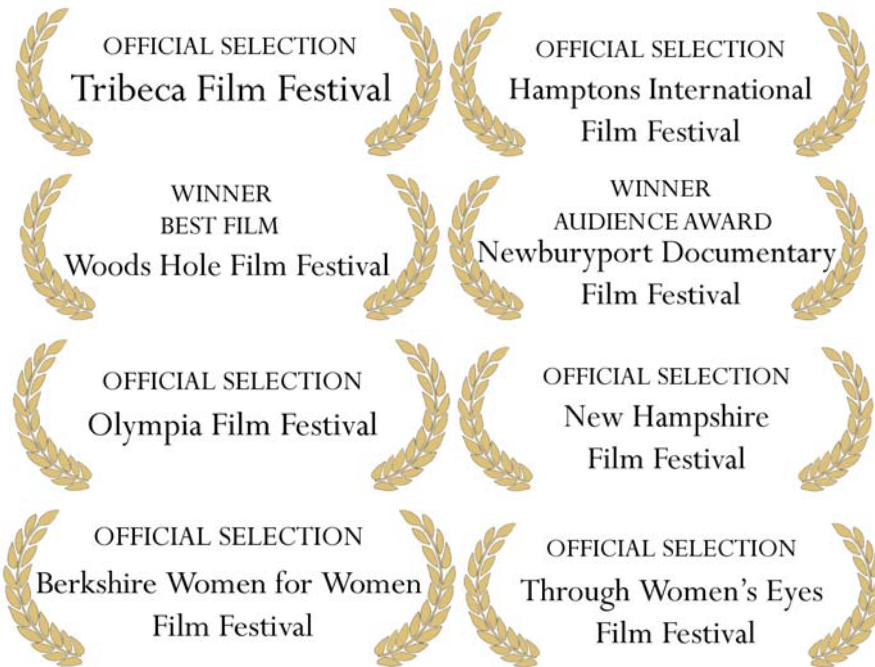 OFFICIAL SELECTION
Tribeca Film Festival
OFFICIAL SELECTION
Hamptons International
Film Festival
WINNER
BEST FILM
Woods Hole Film Festival
WINNER
AUDIENCE AWARD
Newburyport Documentary
Film Festival
OFFICIAL SELECTION
Olympia Film Festival
OFFICIAL SELECTION
New Hampshire
Film Festival
OFFICIAL SELECTION
Berkshire Women for Women
Film Festival
OFFICIAL SELECTION
Through Women's Eyes
Film Festival